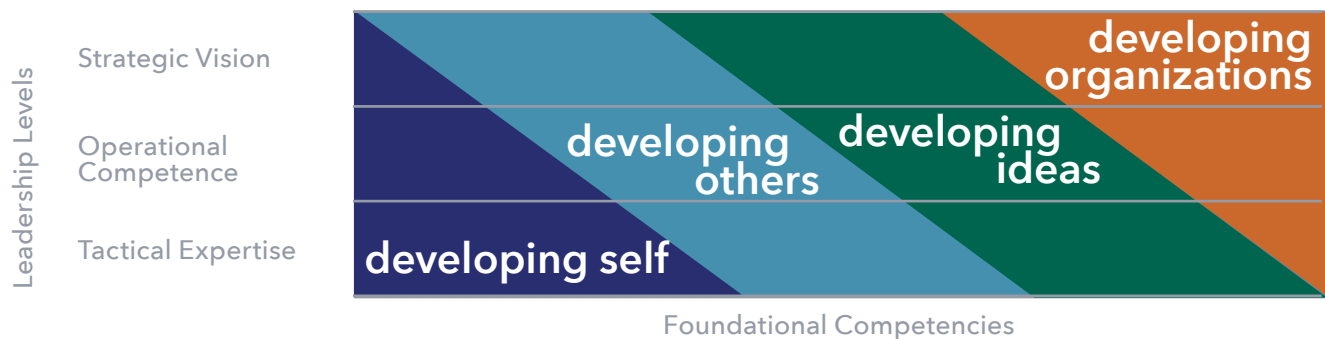 Leadership Levels
Strategic Vision
Operational
Competence
Tactical Expertise
developing
organizations
developing
ideas
developing
others
developing self
Foundational Competencies